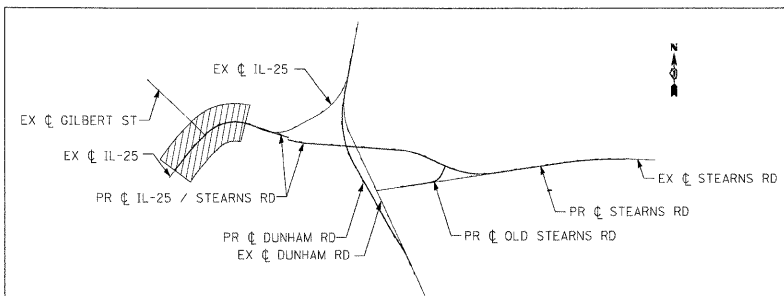 N
EX ℄ IL-25
EX ℄ GILBERT ST
EX ℄ IL-25
EX ℄ STEARNS RD
PR ℄ IL-25 / STEARNS RD
PR ℄ STEARNS RD
PR ℄ DUNHAM RD
PR ℄ OLD STEARNS RD
EX ℄ DUNHAM RD